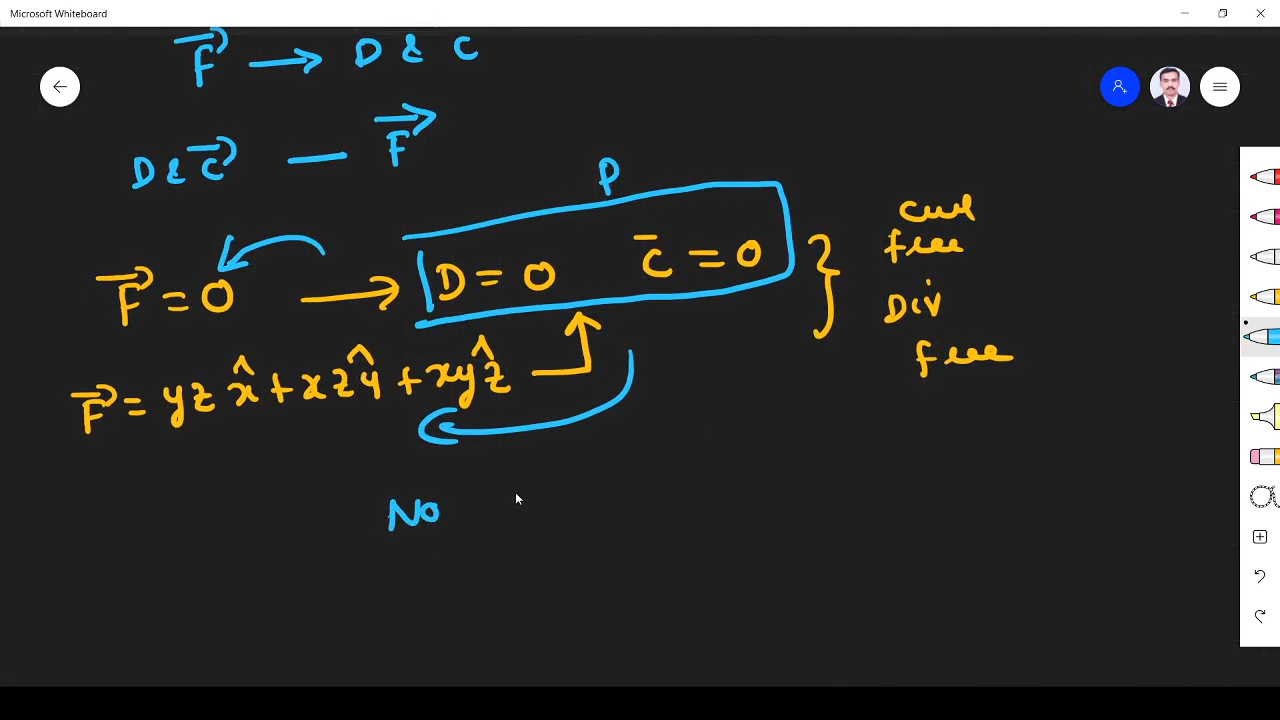 Microsoft Whiteboard
F⃗ → D & C
D & C⃗ — F⃗
P
F⃗ = 0 → D = 0 C̅ = 0 }
curl
free
Div
free
F⃗ = yz x̂ + xz ŷ + xy ẑ
No